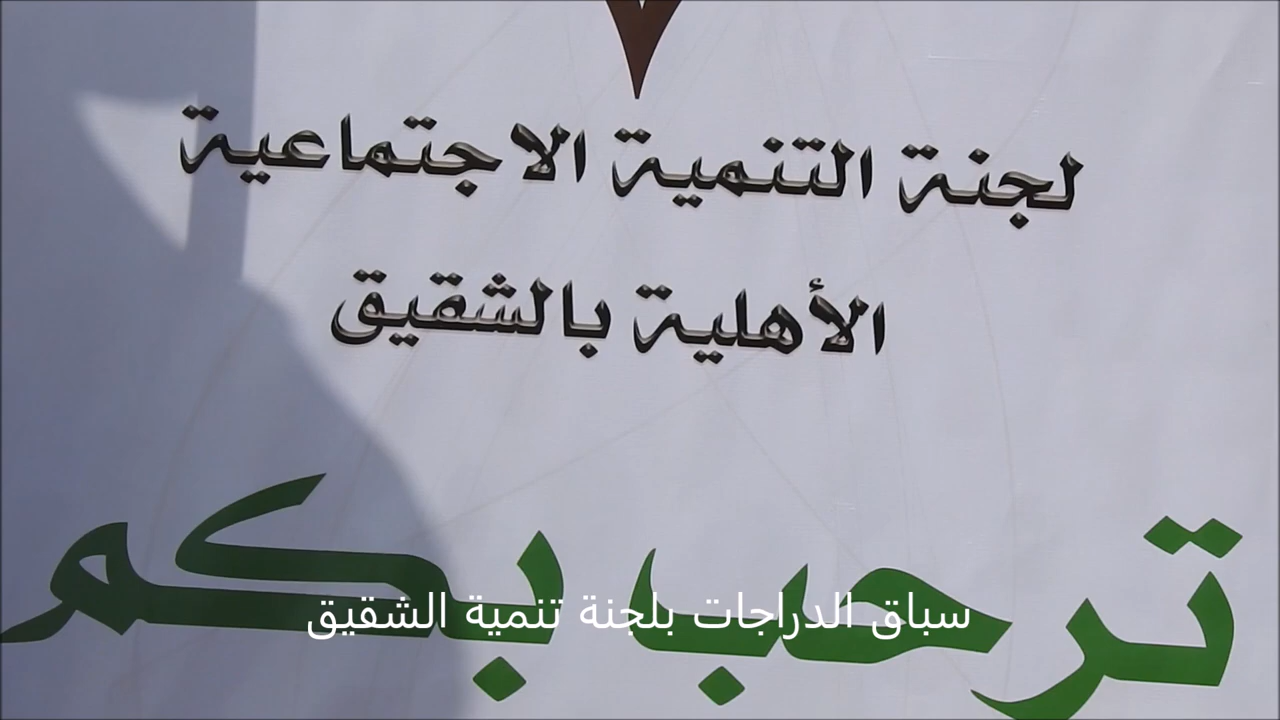 لجنة التنمية الاجتماعية
الأهلية بالشقيق
ترحب بكم
سباق الدراجات بلجنة تنمية الشقيق